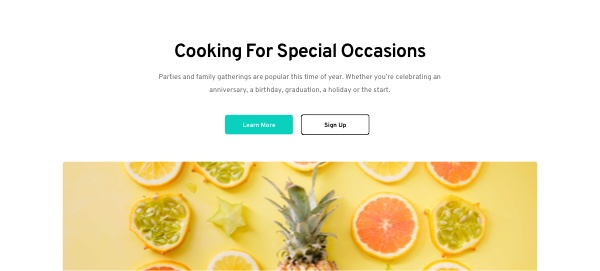 Cooking For Special Occasions
Parties and family gatherings are popular this time of year. Whether you're celebrating an
anniversary, a birthday, graduation, a holiday or the start.
Learn More
Sign Up